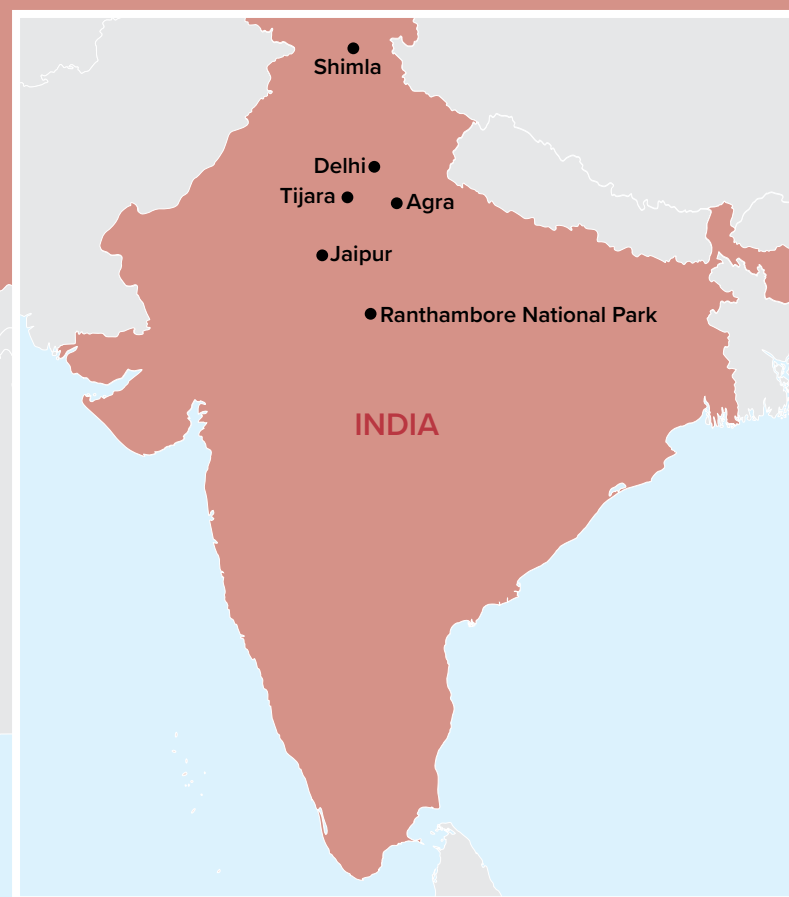 Shimla
Delhi
Tijara
Agra
Jaipur
Ranthambore National Park
INDIA